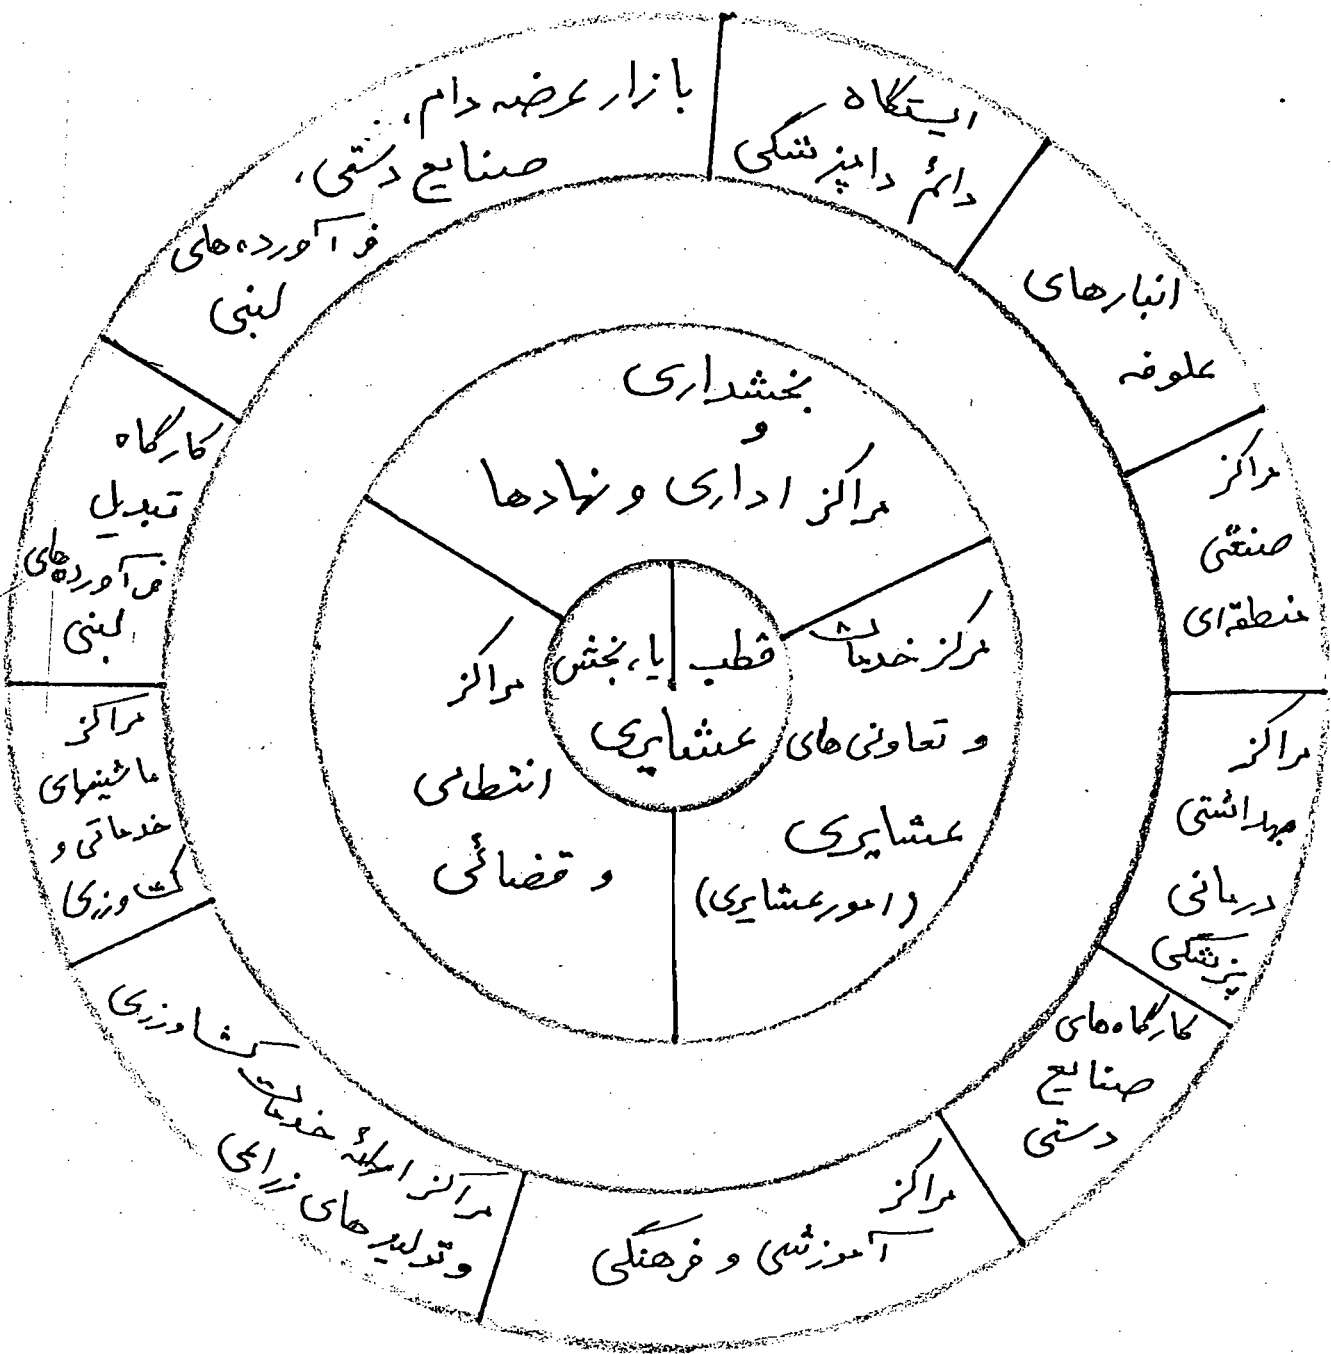 بازار عرضه دام،
صنایع دستی،
فرآورده‌های
لبنی
ایستگاه
دائم دامپزشکی
انبارهای
علوفه
مراکز
صنعتی
منطقه‌ای
مراکز
بهداشتی
درمانی
پزشکی
کارگاه‌های
صنایع
دستی
مراکز
آموزشی و فرهنگی
مراکز ارائهٔ خدمات کشاورزی
و تولیدهای زراعی
مراکز
ماشینهای
خدماتی و
کشاورزی
کارگاه
تبدیل
فرآورده‌های
لبنی
بخشداری
و
مراکز اداری و نهادها
مرکز خدمات
و تعاونی‌های
عشایری
(امور عشایری)
مراکز
انتظامی
و قضائی
قطب
یا، بخش
عشایری